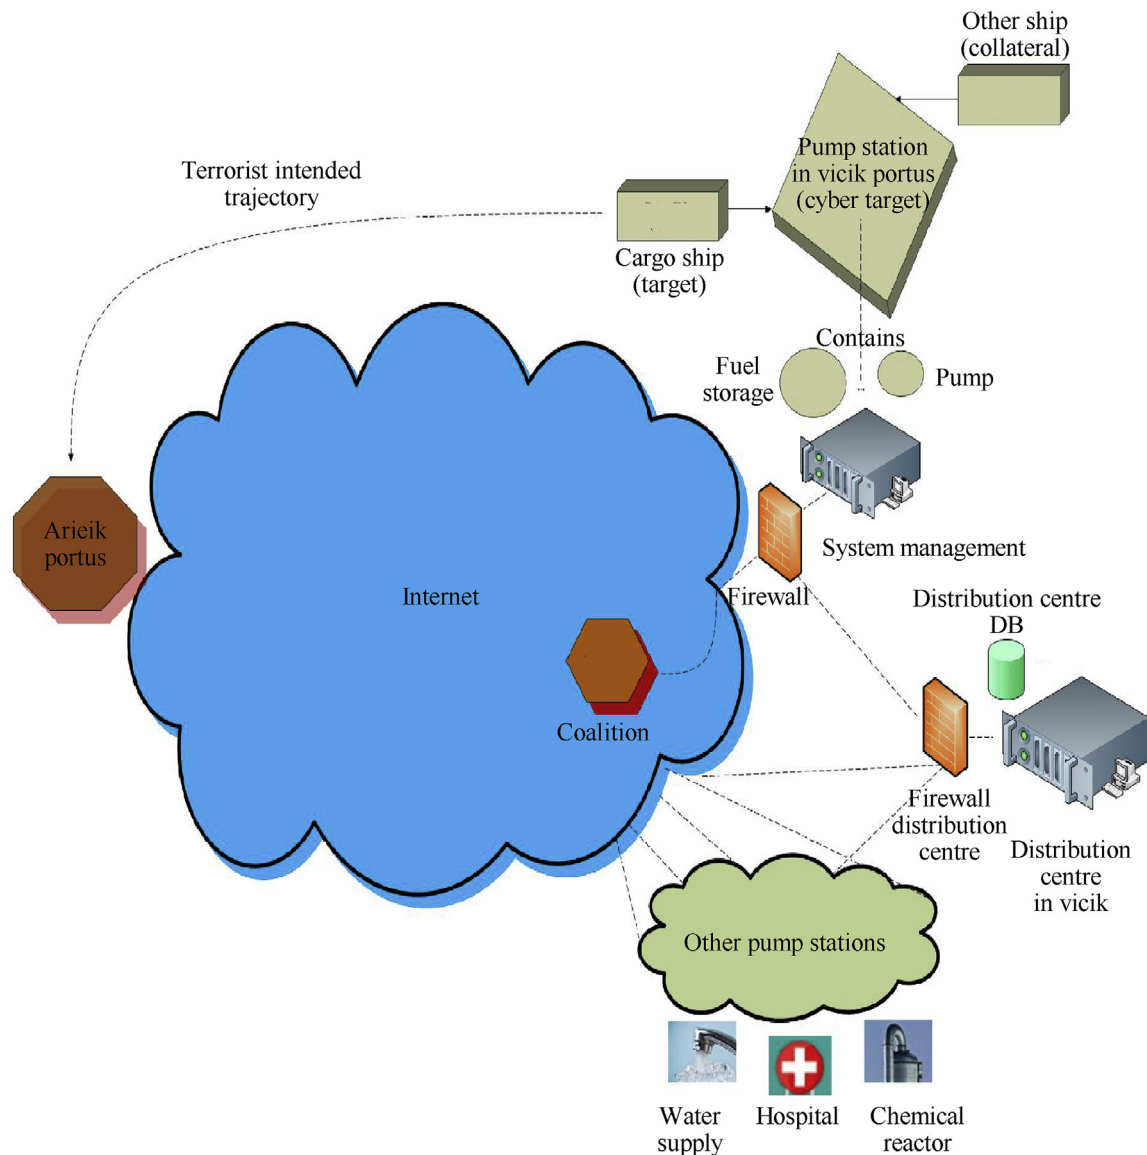 Other ship
(collateral)
Pump station
in vicik portus
(cyber target)
Terrorist intended
trajectory
Cargo ship
(target)
Contains
Fuel
storage
Pump
Arieik
portus
System management
Internet
Firewall
Distribution centre
DB
Coalition
Firewall
distribution
centre
Distribution
centre
in vicik
Other pump stations
Water
supply
Hospital
Chemical
reactor